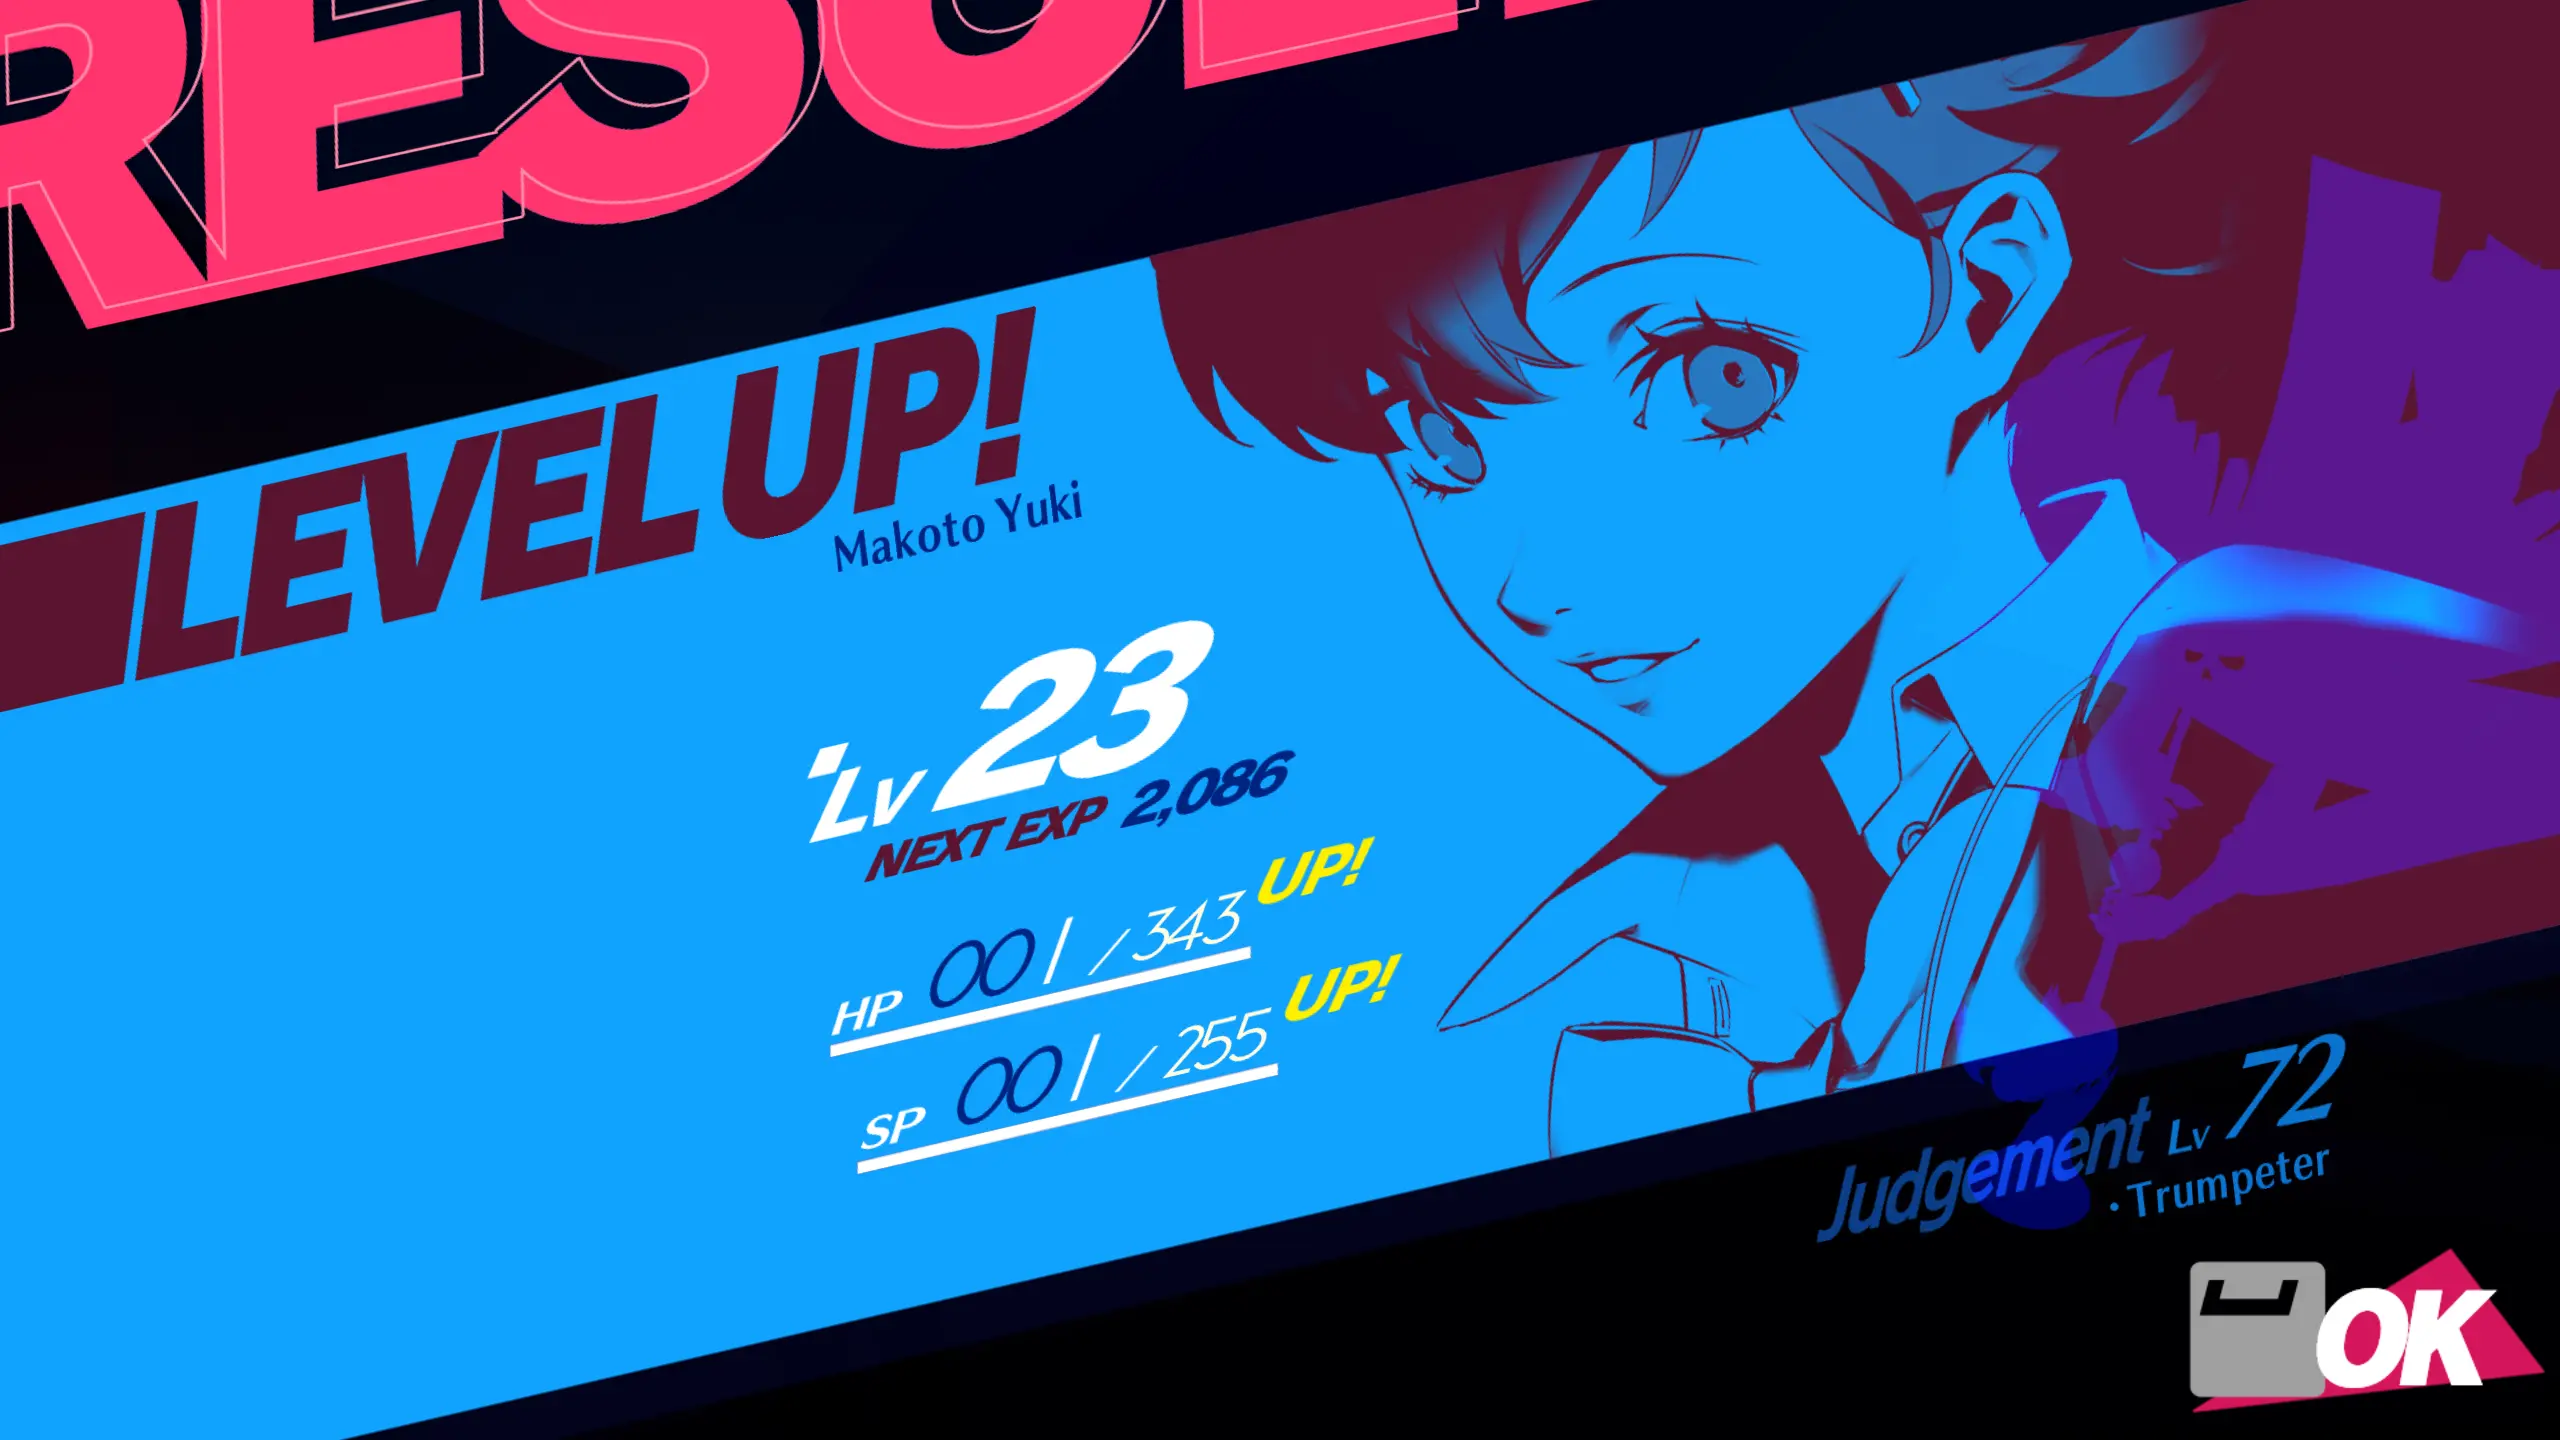 RESUL
LEVEL UP!
Makoto Yuki
Lv 23
NEXT EXP 2,086
HP 001 / 343 UP!
SP 001 / 255 UP!
Judgement Lv 72
・Trumpeter
OK